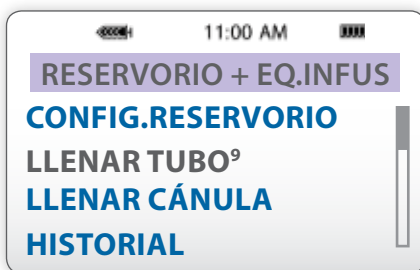 11:00 AM
RESERVORIO + EQ.INFUS
CONFIG.RESERVORIO
LLENAR TUBO⁹
LLENAR CÁNULA
HISTORIAL